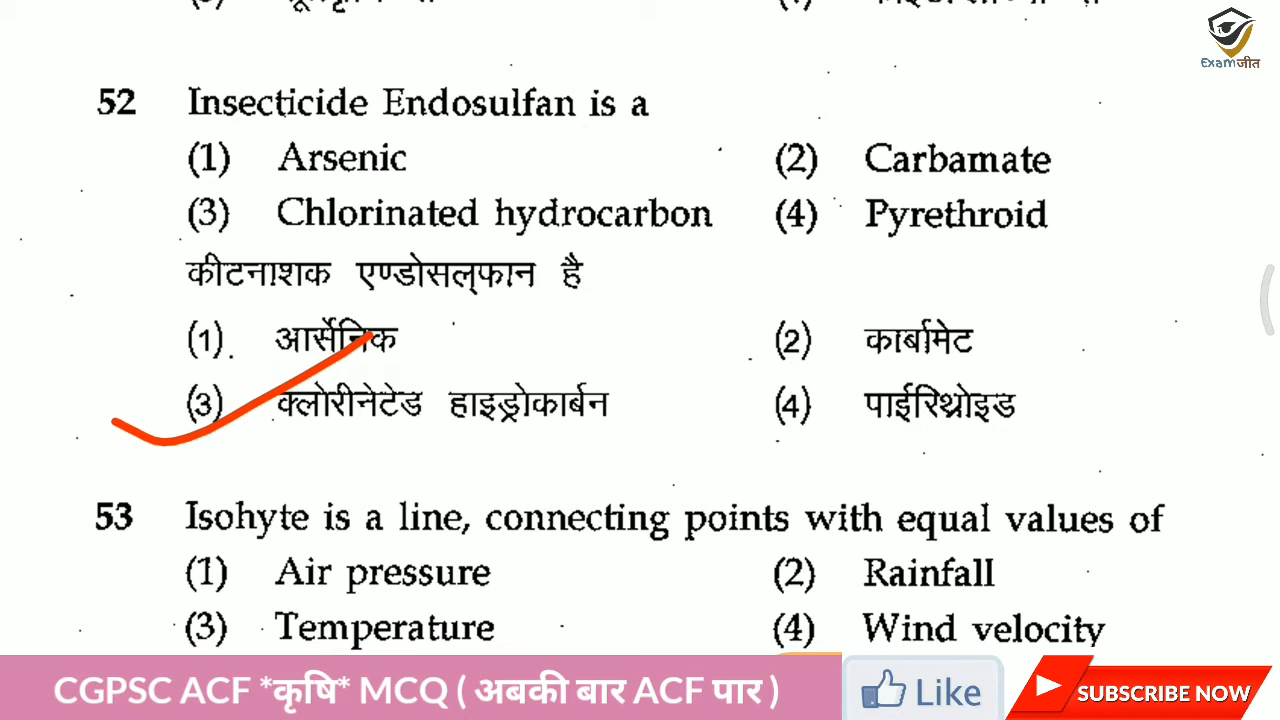 Examजीत
52 Insecticide Endosulfan is a
(1) Arsenic (2) Carbamate
(3) Chlorinated hydrocarbon (4) Pyrethroid
कीटनाशक एण्डोसल्फान है
(1) आर्सेनिक (2) कार्बामेट
(3) क्लोरीनेटेड हाइड्रोकार्बन (4) पाईरिथ्रोइड
53 Isohyte is a line, connecting points with equal values of
(1) Air pressure (2) Rainfall
(3) Temperature (4) Wind velocity
CGPSC ACF *कृषि* MCQ ( अबकी बार ACF पार ) Like SUBSCRIBE NOW